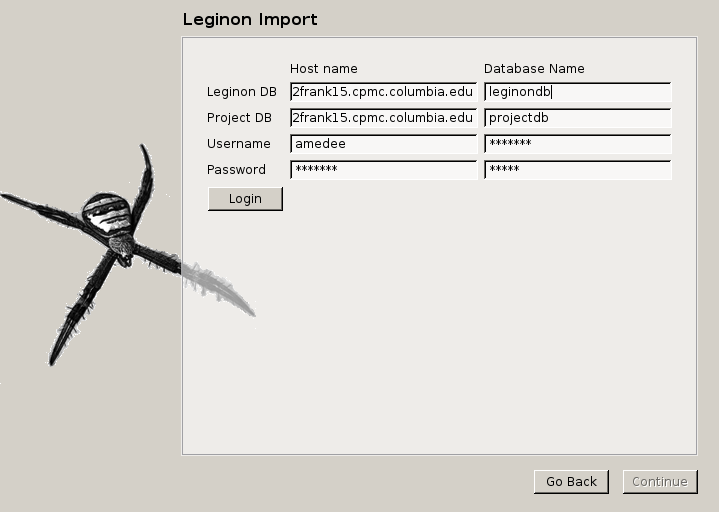 Leginon Import
Host name Database Name
Leginon DB 2frank15.cpmc.columbia.edu leginondb
Project DB 2frank15.cpmc.columbia.edu projectdb
Username amedee *******
Password ******* *****
Login
Go Back Continue